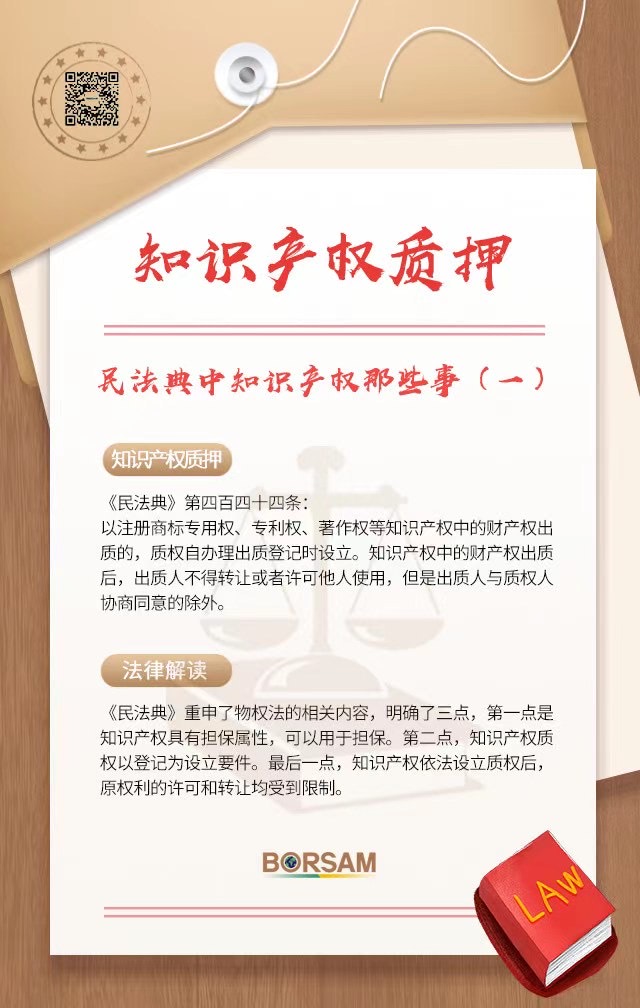 知识产权质押
民法典中知识产权那些事（一）
知识产权质押
《民法典》第四百四十四条：
以注册商标专用权、专利权、著作权等知识产权中的财产权出
质的，质权自办理出质登记时设立。知识产权中的财产权出质
后，出质人不得转让或者许可他人使用，但是出质人与质权人
协商同意的除外。
法律解读
《民法典》重申了物权法的相关内容，明确了三点，第一点是
知识产权具有担保属性，可以用于担保。第二点，知识产权质
权以登记为设立要件。最后一点，知识产权依法设立质权后，
原权利的许可和转让均受到限制。
BORSAM
LAW